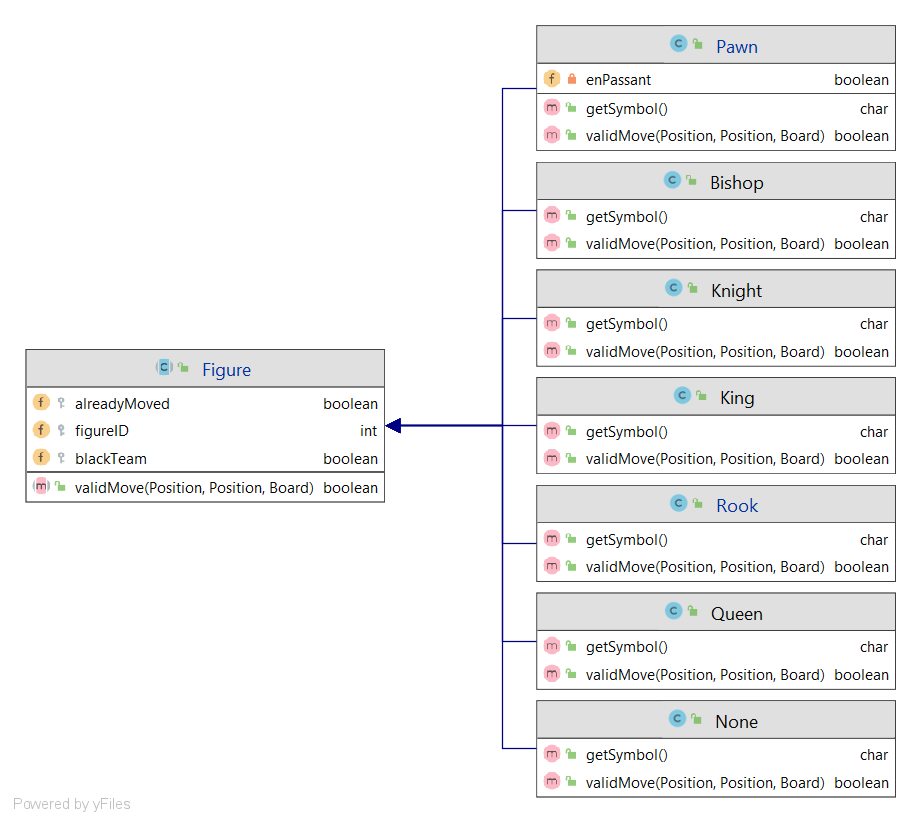 Figure
alreadyMoved boolean
figureID int
blackTeam boolean
validMove(Position, Position, Board) boolean
Pawn
enPassant boolean
getSymbol() char
validMove(Position, Position, Board) boolean
Bishop
getSymbol() char
validMove(Position, Position, Board) boolean
Knight
getSymbol() char
validMove(Position, Position, Board) boolean
King
getSymbol() char
validMove(Position, Position, Board) boolean
Rook
getSymbol() char
validMove(Position, Position, Board) boolean
Queen
getSymbol() char
validMove(Position, Position, Board) boolean
None
getSymbol() char
validMove(Position, Position, Board) boolean
Powered by yFiles